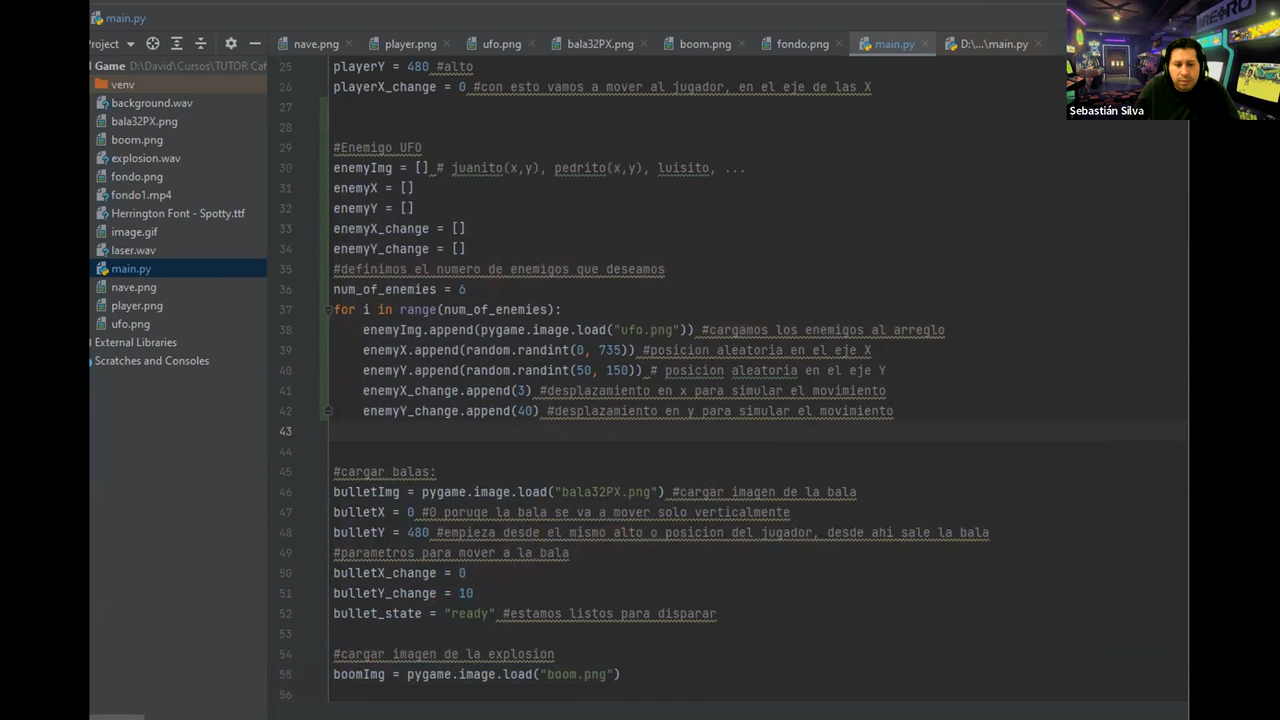 main.py
Project
nave.png
player.png
ufo.png
bala32PX.png
boom.png
fondo.png
main.py
D:\...\main.py
RETRO
Sebastián Silva
Game D:\David\Cursos\TUTOR Caf
venv
background.wav
bala32PX.png
boom.png
explosion.wav
fondo.png
fondo1.mp4
Herrington Font - Spotty.ttf
image.gif
laser.wav
main.py
nave.png
player.png
ufo.png
External Libraries
Scratches and Consoles
25 playerY = 480 #alto
26 playerX_change = 0 #con esto vamos a mover al jugador, en el eje de las X
27
28
29 #Enemigo UFO
30 enemyImg = [] # juanito(x,y), pedrito(x,y), luisito, ...
31 enemyX = []
32 enemyY = []
33 enemyX_change = []
34 enemyY_change = []
35 #definimos el numero de enemigos que deseamos
36 num_of_enemies = 6
37 for i in range(num_of_enemies):
38 enemyImg.append(pygame.image.load("ufo.png")) #cargamos los enemigos al arreglo
39 enemyX.append(random.randint(0, 735)) #posicion aleatoria en el eje X
40 enemyY.append(random.randint(50, 150)) # posicion aleatoria en el eje Y
41 enemyX_change.append(3) #desplazamiento en x para simular el movimiento
42 enemyY_change.append(40) #desplazamiento en y para simular el movimiento
43
44
45 #cargar balas:
46 bulletImg = pygame.image.load("bala32PX.png") #cargar imagen de la bala
47 bulletX = 0 #0 poruqe la bala se va a mover solo verticalmente
48 bulletY = 480 #empieza desde el mismo alto o posicion del jugador, desde ahi sale la bala
49 #parametros para mover a la bala
50 bulletX_change = 0
51 bulletY_change = 10
52 bullet_state = "ready" #estamos listos para disparar
53
54 #cargar imagen de la explosion
55 boomImg = pygame.image.load("boom.png")
56